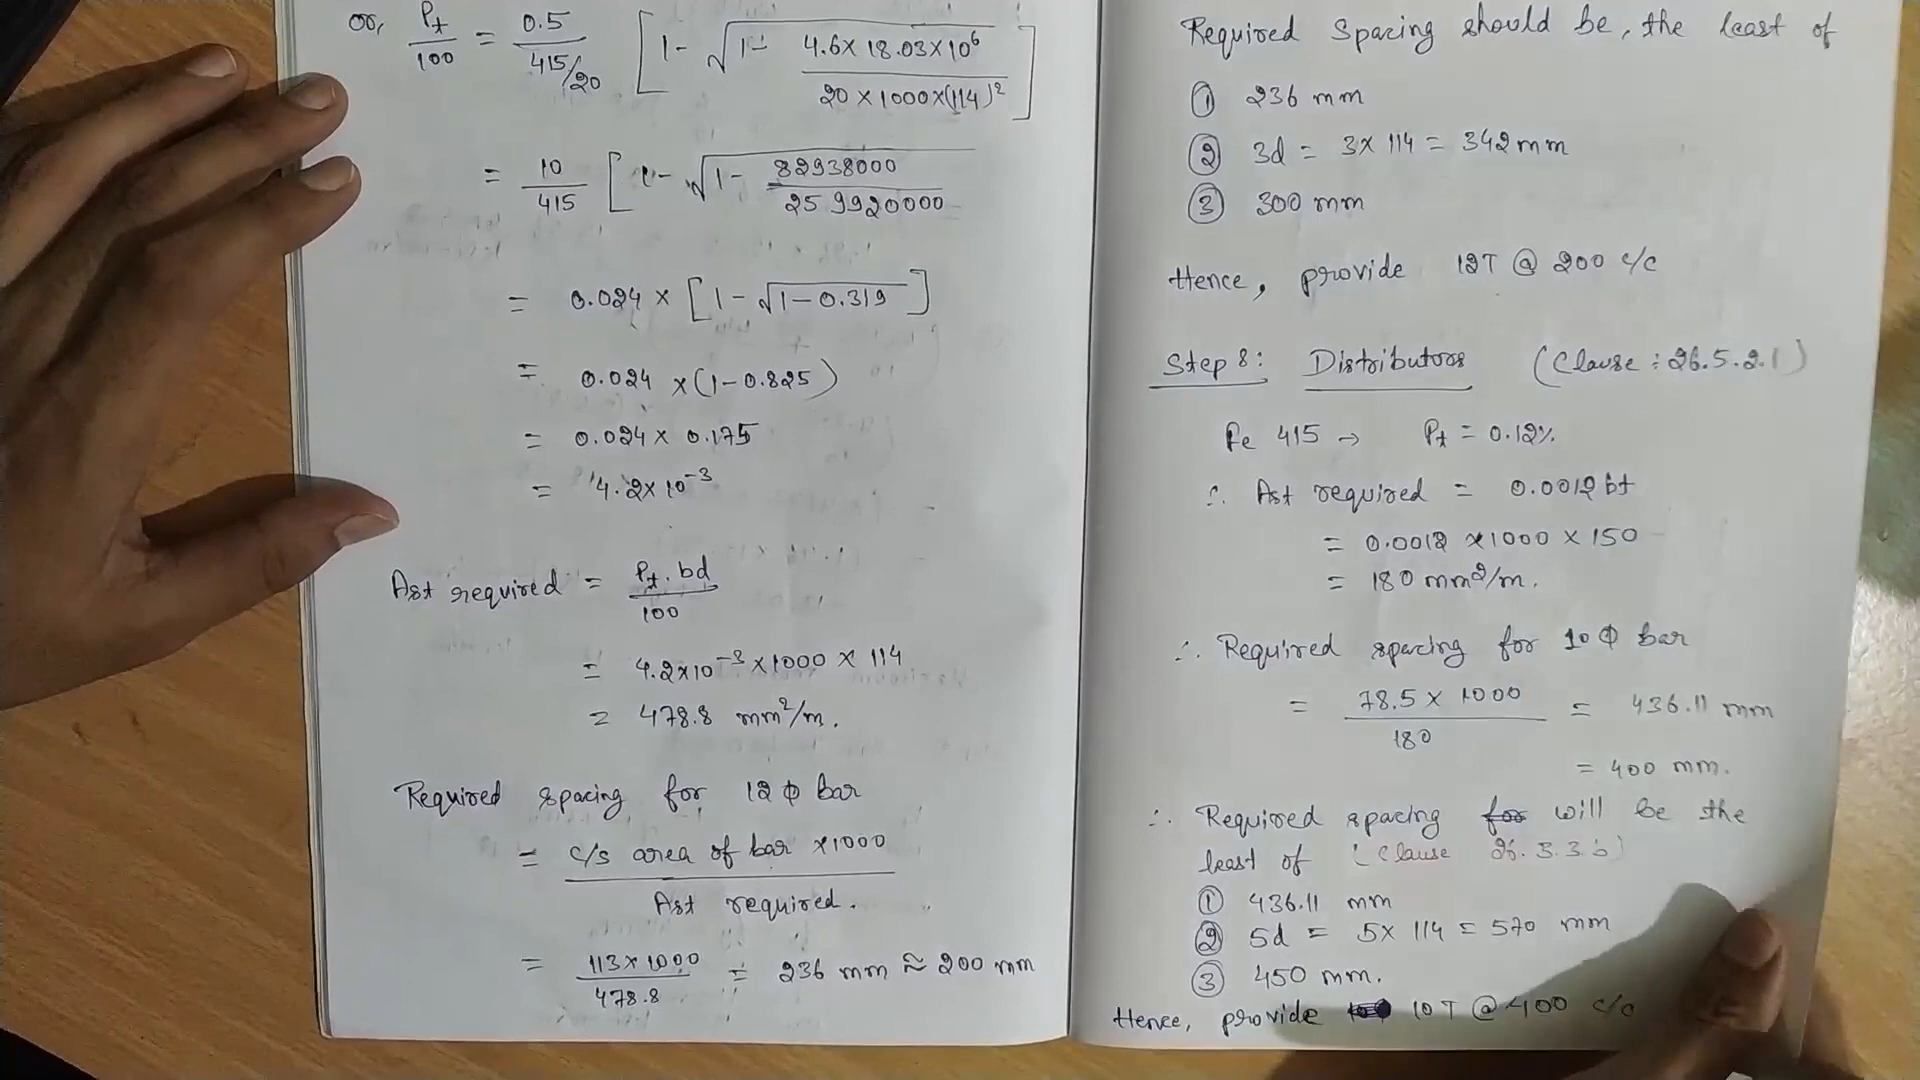 or, Pt/100 = 0.5/(415/20) [1 - √(1 - (4.6 x 18.03 x 10⁶)/(20 x 1000 x (114)²))]
= 10/415 [1 - √(1 - 82938000/259920000
= 0.024 x [1 - √(1 - 0.319)]
= 0.024 x (1 - 0.825)
= 0.024 x 0.175
= 4.2 x 10⁻³
Ast required = Pt. bd/100
= 4.2 x 10⁻³ x 1000 x 114
= 478.8 mm²/m.
Required spacing for 12 ϕ bar
= c/s area of bar x 1000/Ast required.
= 113 x 1000/478.8 = 236 mm ≈ 200 mm
Required Spacing should be, the least of
① 236 mm
② 3d = 3 x 114 = 342 mm
③ 300 mm
Hence, provide 12T @ 200 c/c
Step 8: Distributors (Clause : 26.5.2.1)
Fe 415 → Pt = 0.12%
∴ Ast required = 0.0012 bt
= 0.0012 x 1000 x 150
= 180 mm²/m.
∴ Required spacing for 10 ϕ bar
= 78.5 x 1000/180 = 436.11 mm
= 400 mm.
∴ Required spacing for will be the
least of (Clause 26.3.3.b)
① 436.11 mm
② 5d = 5 x 114 = 570 mm
③ 450 mm.
Hence, provide 10T @ 400 c/c